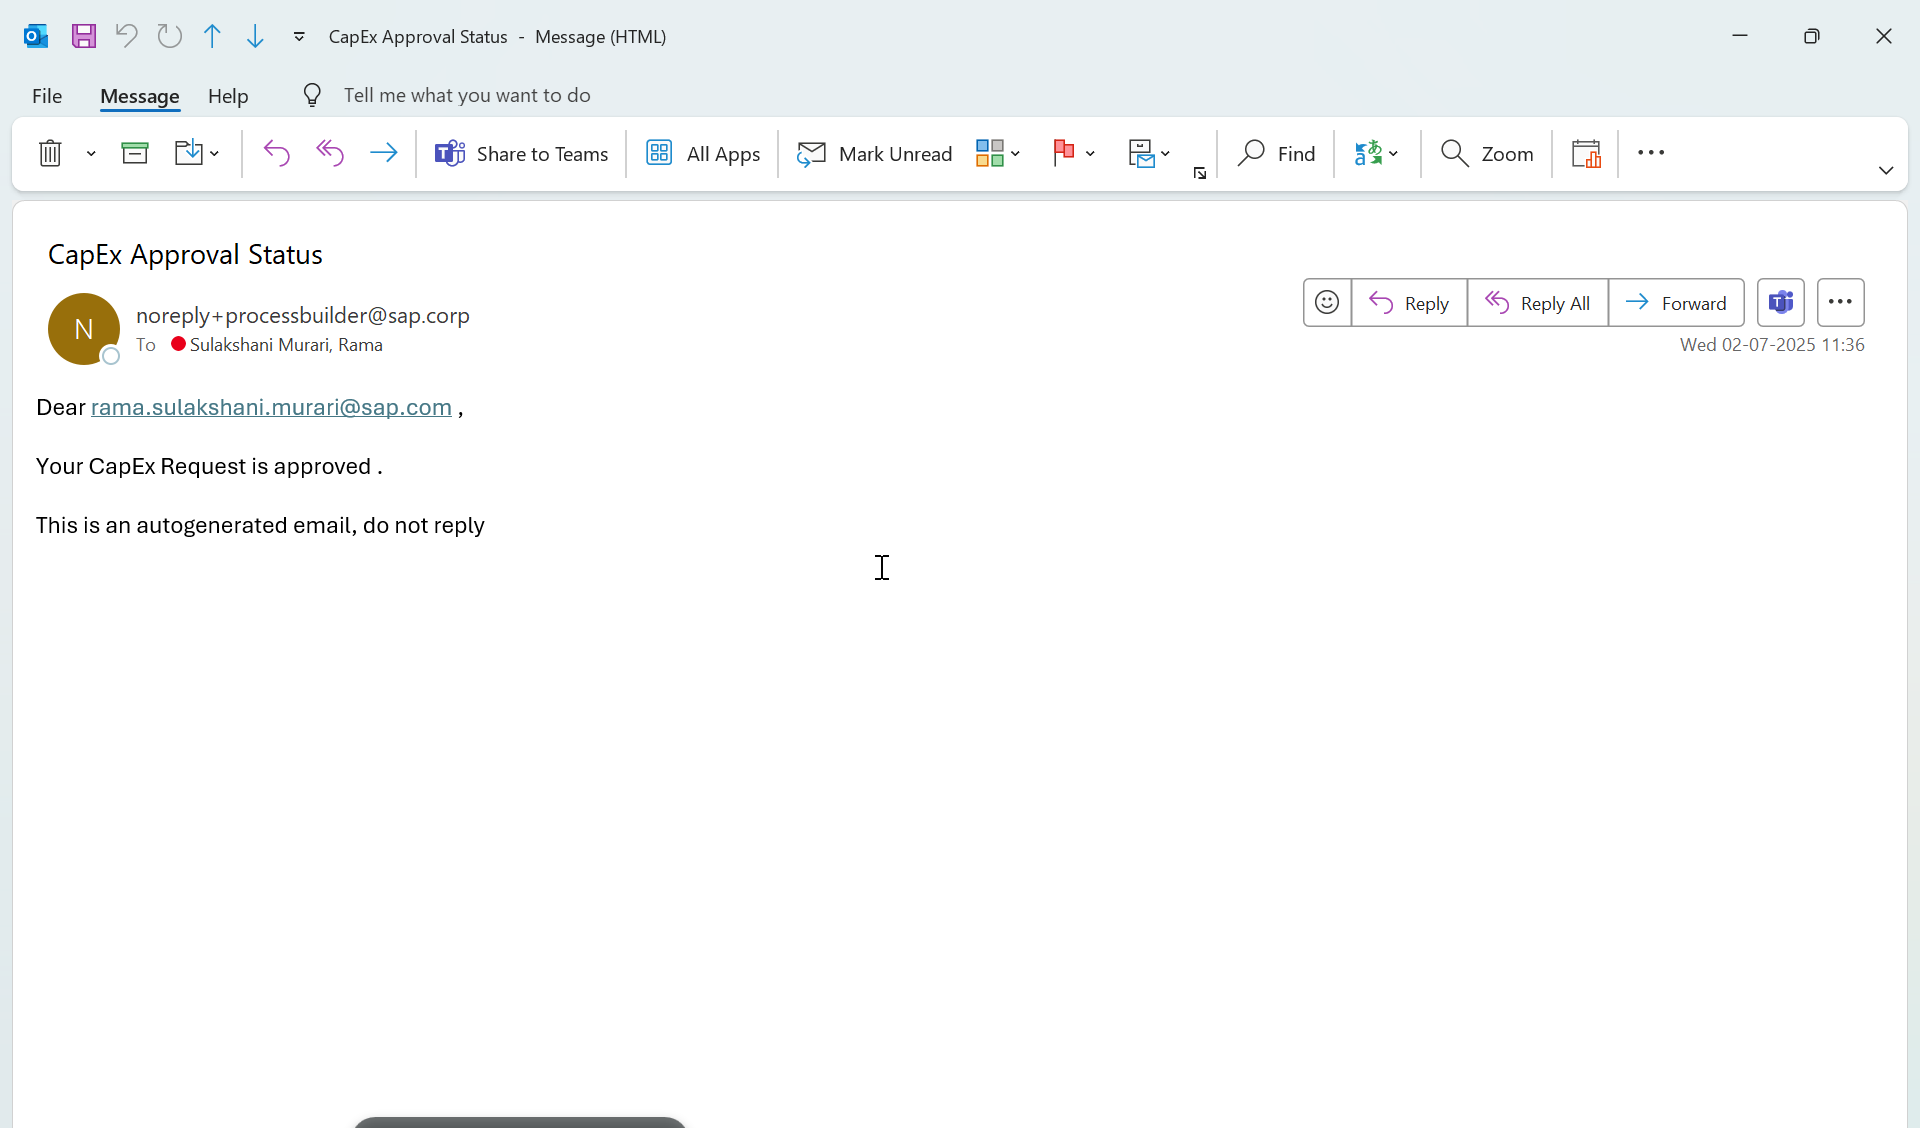 CapEx Approval Status - Message (HTML)
File Message Help Tell me what you want to do
Share to Teams All Apps Mark Unread Find Zoom
CapEx Approval Status
N
noreply+processbuilder@sap.corp
To Sulakshani Murari, Rama
Reply Reply All Forward
Wed 02-07-2025 11:36
Dear rama.sulakshani.murari@sap.com ,
Your CapEx Request is approved .
This is an autogenerated email, do not reply